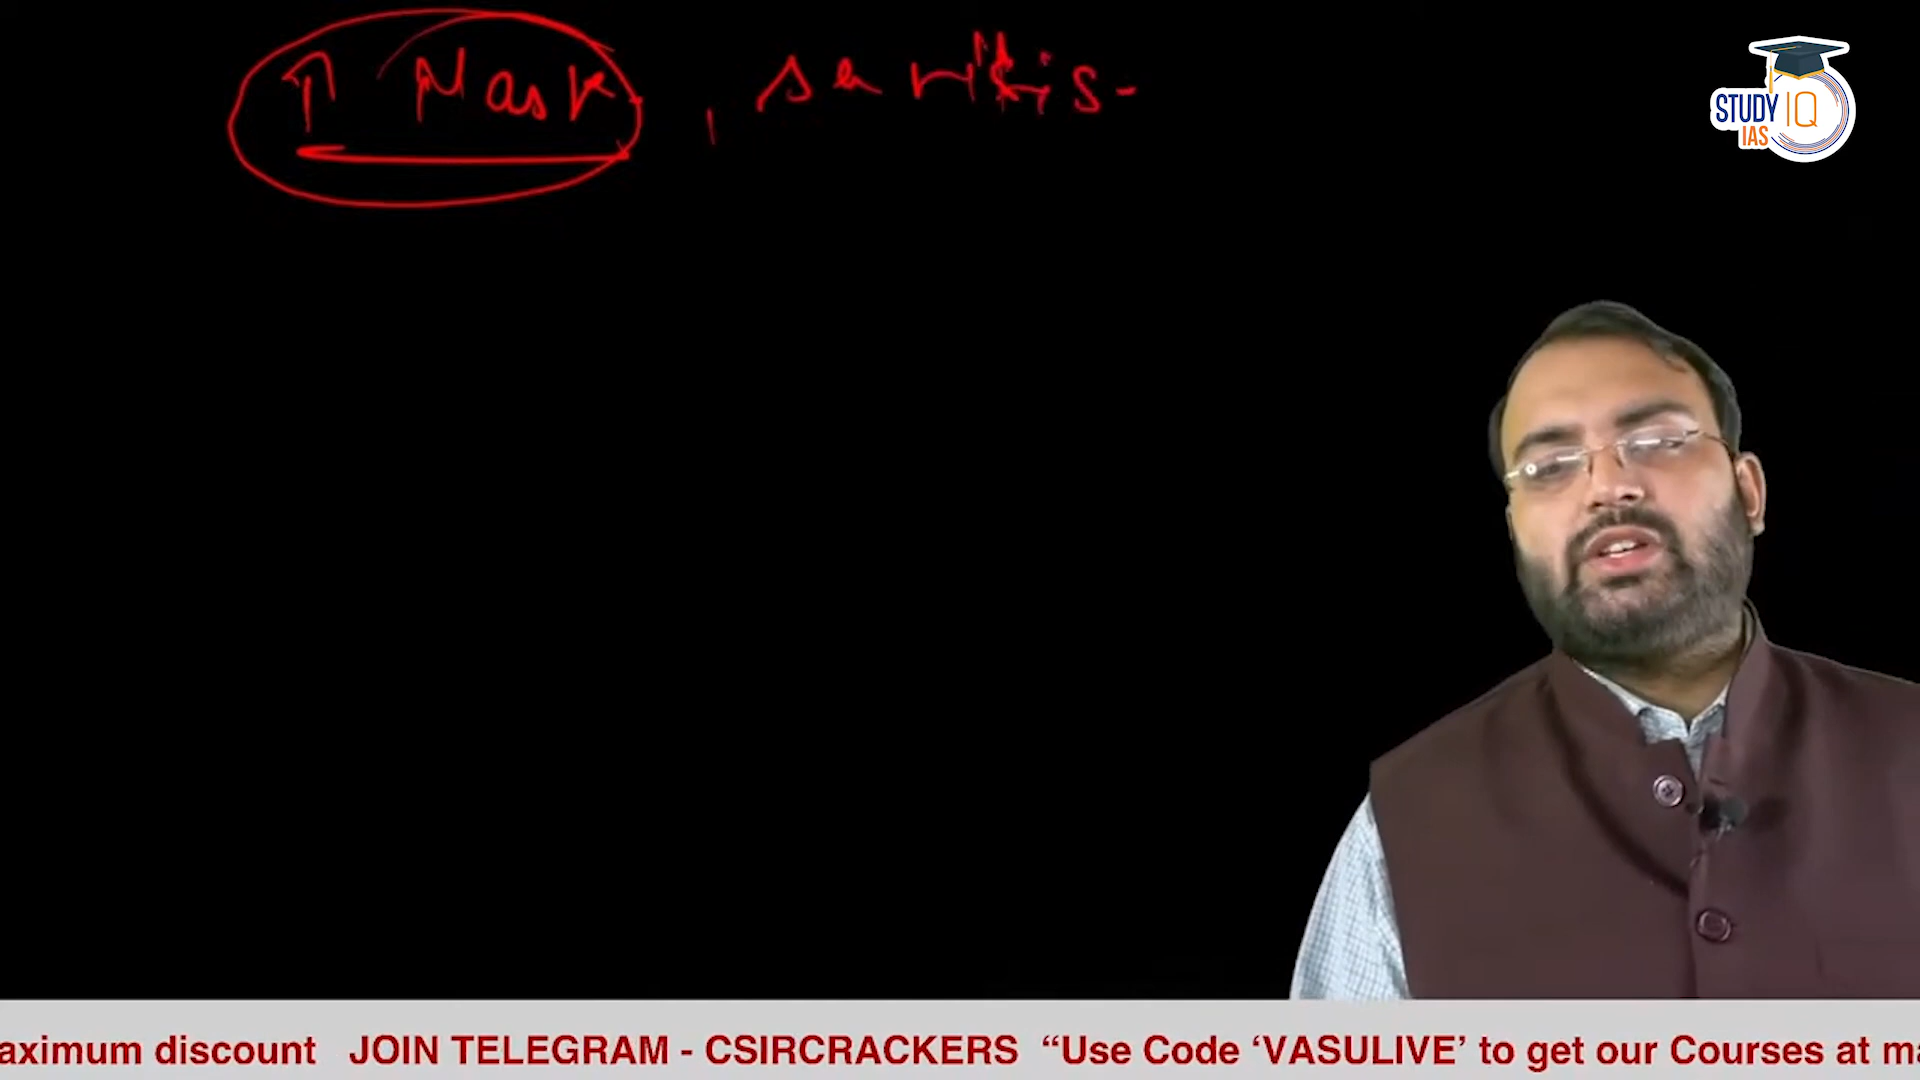 Mask,
STUDY IQ
IAS
aximum discount JOIN TELEGRAM - CSIRCRACKERS “Use Code ‘VASULIVE’ to get our Courses at ma